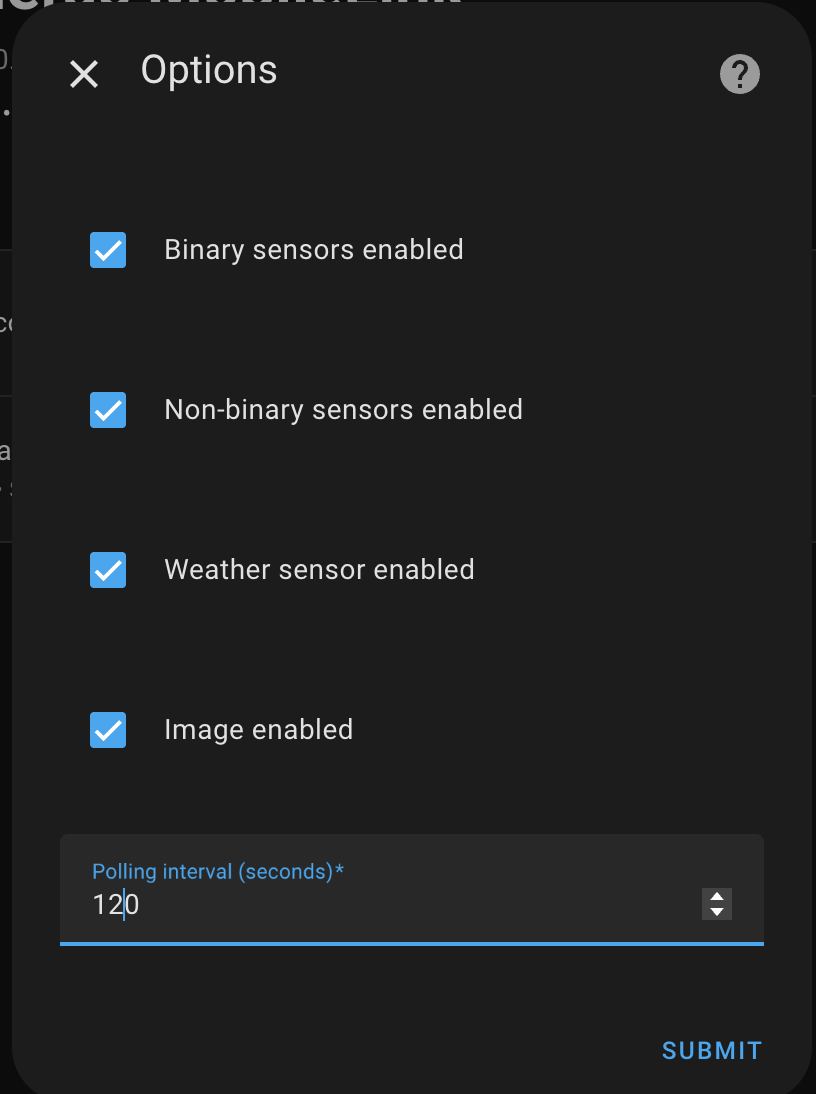 Options
Binary sensors enabled
Non-binary sensors enabled
Weather sensor enabled
Image enabled
Polling interval (seconds)*
120
SUBMIT